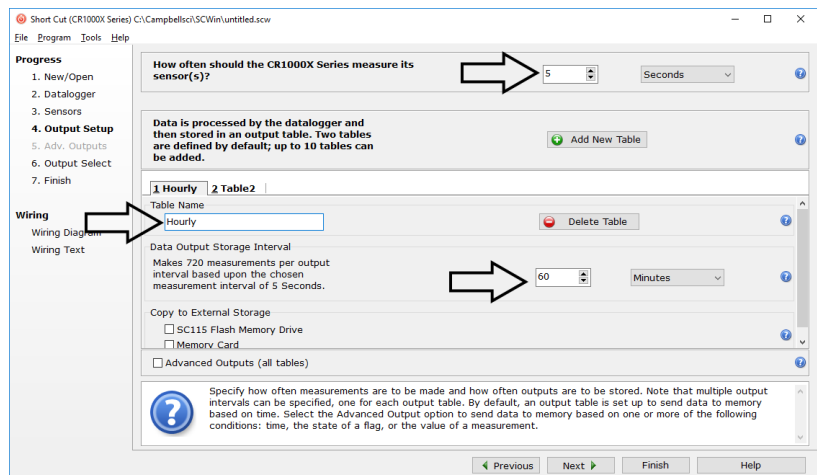 Short Cut (CR1000X Series) C:\Campbellsci\SCWin\untitled.scw
File Program Tools Help
Progress
1. New/Open
2. Datalogger
3. Sensors
4. Output Setup
5. Adv. Outputs
6. Output Select
7. Finish
Wiring
Wiring Diagram
Wiring Text
How often should the CR1000X Series measure its
sensor(s)?
5
Seconds
Data is processed by the datalogger and
then stored in an output table. Two tables
are defined by default; up to 10 tables can
be added.
Add New Table
1 Hourly 2 Table2
Table Name
Hourly
Delete Table
Data Output Storage Interval
Makes 720 measurements per output
interval based upon the chosen
measurement interval of 5 Seconds.
60
Minutes
Copy to External Storage
SC115 Flash Memory Drive
Memory Card
Advanced Outputs (all tables)
Specify how often measurements are to be made and how often outputs are to be stored. Note that multiple output
intervals can be specified, one for each output table. By default, an output table is set up to send data to memory
based on time. Select the Advanced Output option to send data to memory based on one or more of the following
conditions: time, the state of a flag, or the value of a measurement.
Previous Next Finish Help